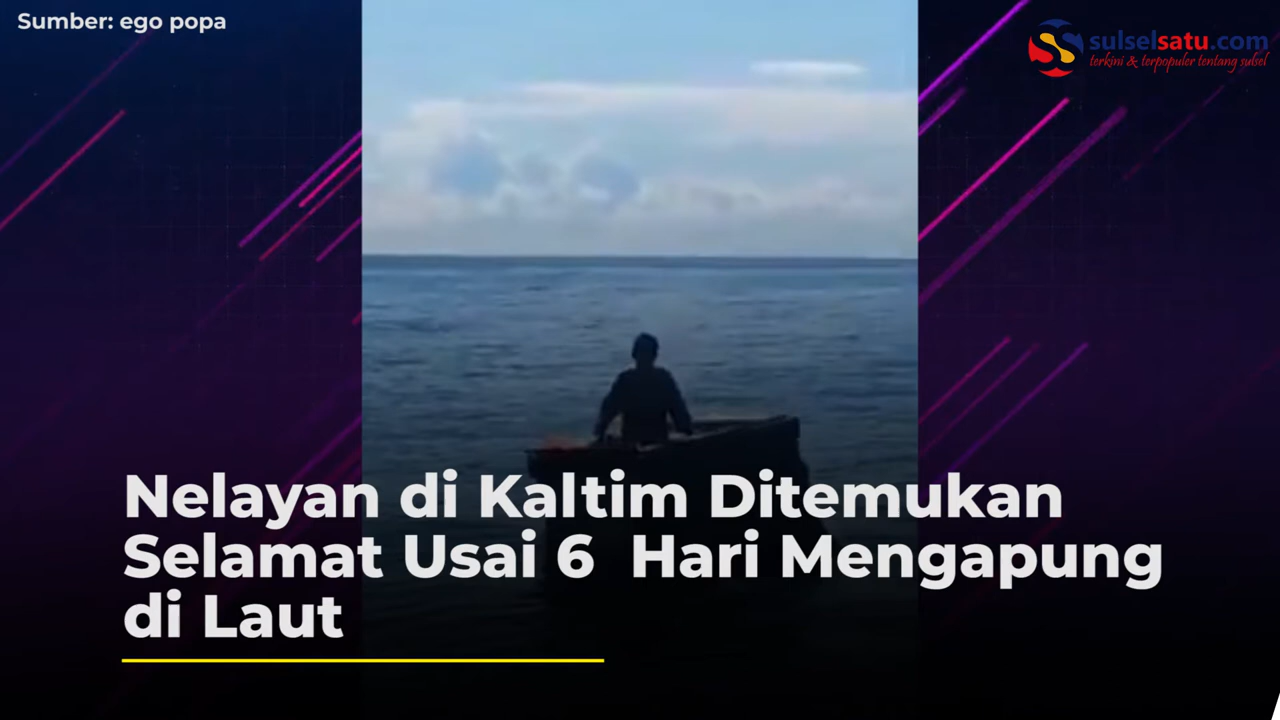 Sumber: ego popa
sulselsatu.com
terkini & terpopuler tentang sulsel
Nelayan di Kaltim Ditemukan
Selamat Usai 6 Hari Mengapung
di Laut